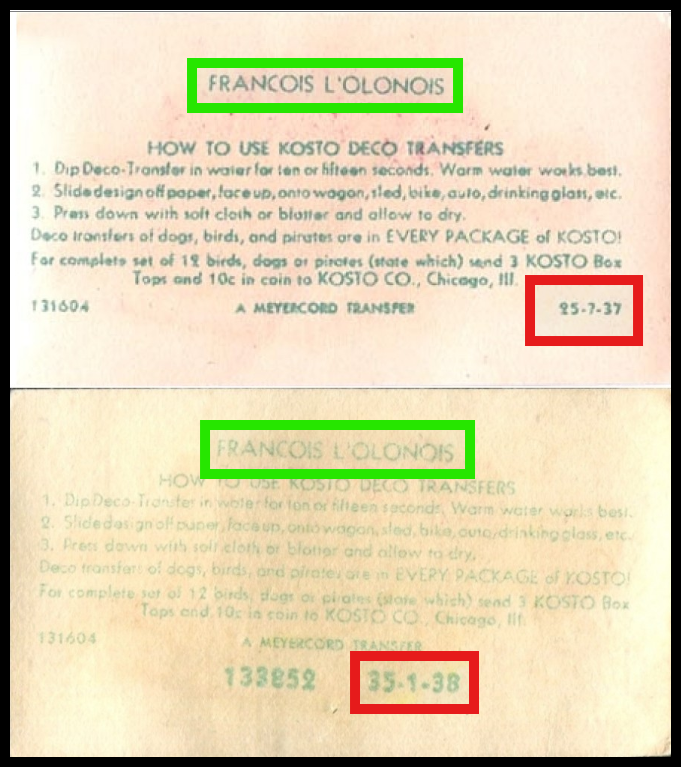 FRANCOIS L'OLONOIS
HOW TO USE KOSTO DECO TRANSFERS
1. Dip Deco-Transfer in water for ten or fifteen seconds. Warm water works best.
2. Slide design off paper, face up, onto wagon, sled, bike, auto, drinking glass, etc.
3. Press down with soft cloth or blotter and allow to dry.
Deco transfers of dogs, birds, and pirates are in EVERY PACKAGE of KOSTO!
For complete set of 12 birds, dogs or pirates (state which) send 3 KOSTO Box
Tops and 10c in coin to KOSTO CO., Chicago, Ill.
131604 A MEYERCORD TRANSFER 25-7-37
FRANCOIS L'OLONOIS
HOW TO USE KOSTO DECO TRANSFERS
1. Dip Deco-Transfer in water for ten or fifteen seconds. Warm water works best.
2. Slide design off paper, face up, onto wagon, sled, bike, auto, drinking glass, etc.
3. Press down with soft cloth or blotter and allow to dry.
Deco transfers of dogs, birds, and pirates are in EVERY PACKAGE of KOSTO!
For complete set of 12 birds, dogs or pirates (state which) send 3 KOSTO Box
Tops and 10c in coin to KOSTO CO., Chicago, Ill.
131604 A MEYERCORD TRANSFER
133852 35-1-38